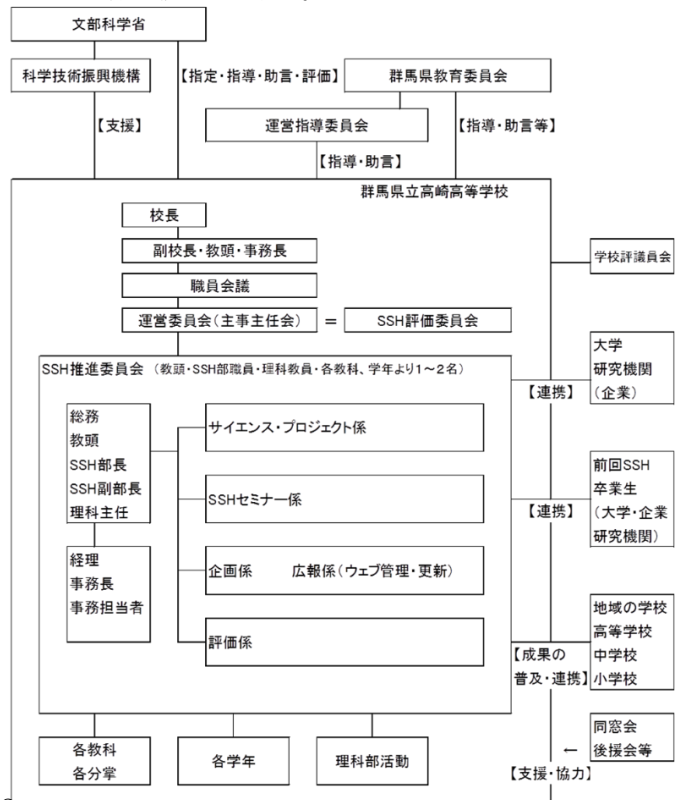 文部科学省
科学技術振興機構
【指定・指導・助言・評価】
群馬県教育委員会
【支援】
運営指導委員会
【指導・助言等】
【指導・助言】
群馬県立高崎高等学校
校長
副校長・教頭・事務長
学校評議員会
職員会議
運営委員会（主事主任会）
＝
SSH評価委員会
大学
研究機関
（企業）
【連携】
SSH推進委員会（教頭・SSH部職員・理科教員・各教科、学年より１～２名）
総務
教頭
SSH部長
SSH副部長
理科主任
サイエンス・プロジェクト係
SSHセミナー係
前回SSH
卒業生
（大学・企業
研究機関）
【連携】
経理
事務長
事務担当者
企画係　　広報係（ウェブ管理・更新）
評価係
地域の学校
高等学校
中学校
小学校
【成果の
普及・連携】
各教科
各分掌
各学年
理科部活動
同窓会
後援会等
←
【支援・協力】